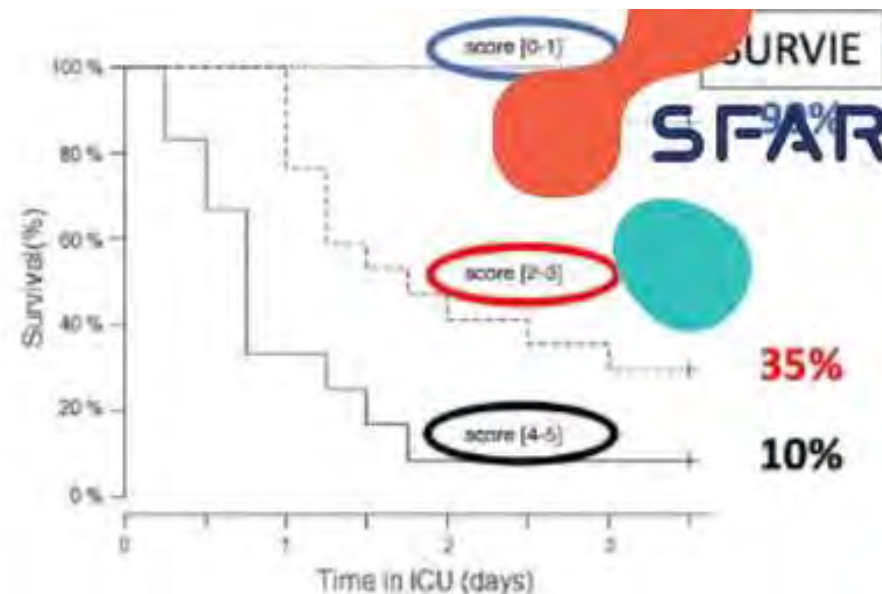 score [0-1]
SURVIE
100 %
SFAR
80 %
60 %
score [2-3]
40 %
35%
20 %
score [4-5]
10%
0 %
Survival(%)
0 1 2 3
Time in ICU (days)